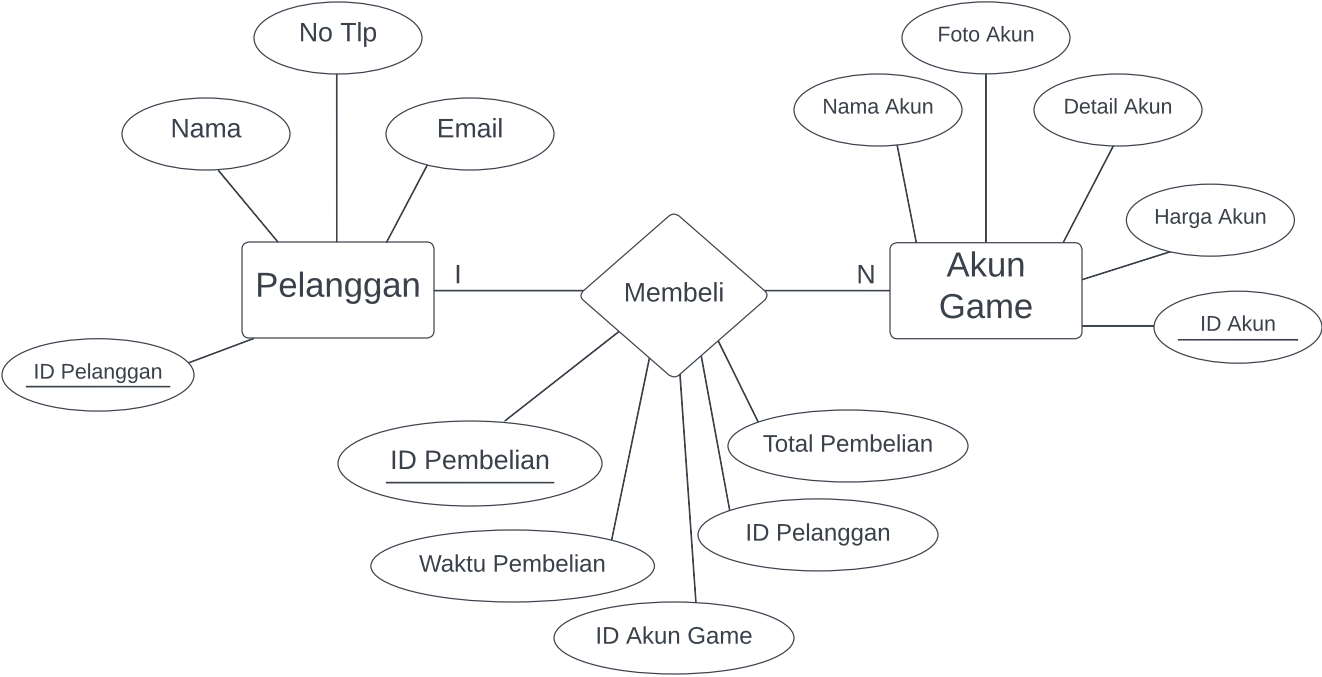 No Tlp
Foto Akun
Nama
Email
Nama Akun
Detail Akun
Harga Akun
Pelanggan
I
Membeli
N
Akun
Game
ID Akun
ID Pelanggan
ID Pembelian
Total Pembelian
ID Pelanggan
Waktu Pembelian
ID Akun Game